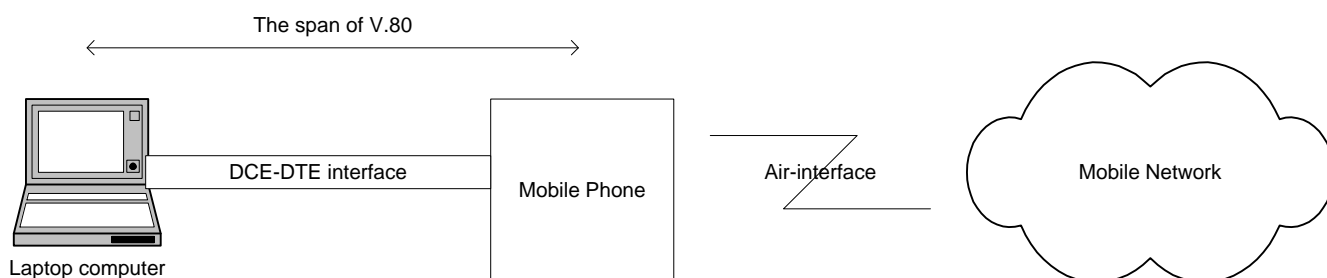 The span of V.80
DCE-DTE interface
Mobile Phone
Air-interface
Mobile Network
Laptop computer